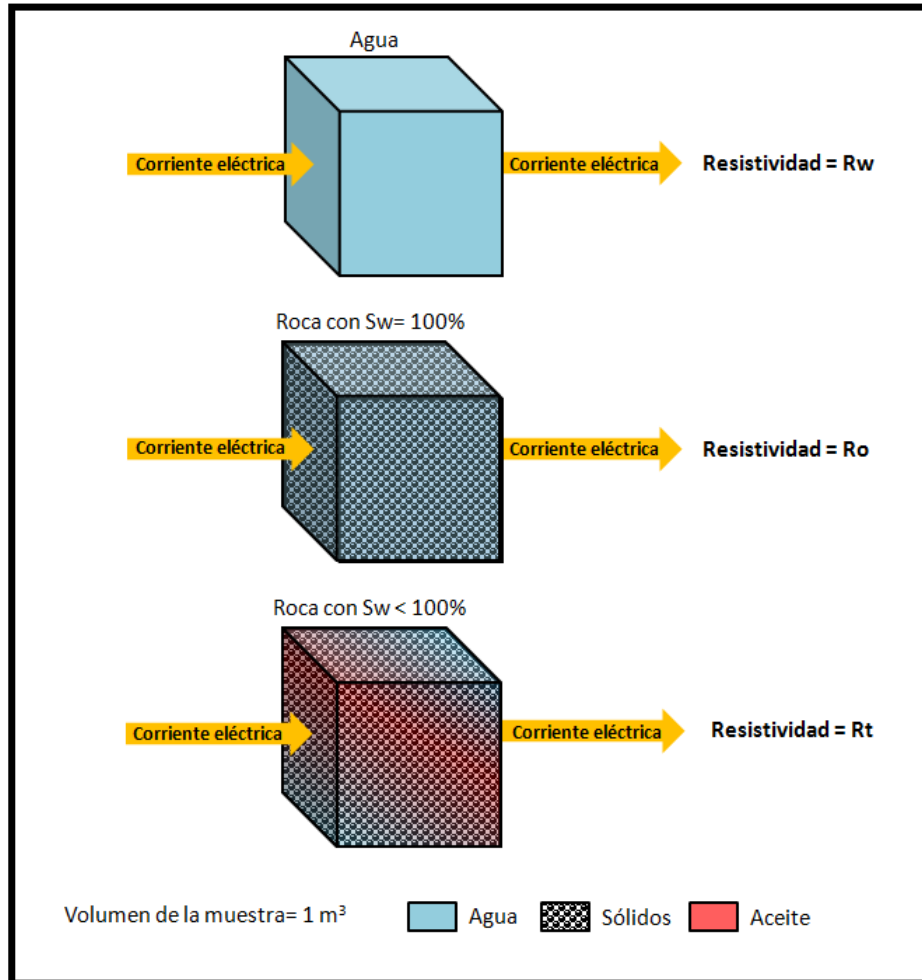 Agua
Corriente eléctrica
Corriente eléctrica
Resistividad = Rw
Roca con Sw= 100%
Corriente eléctrica
Corriente eléctrica
Resistividad = Ro
Roca con Sw < 100%
Corriente eléctrica
Corriente eléctrica
Resistividad = Rt
Volumen de la muestra= 1 m³
Agua
Sólidos
Aceite